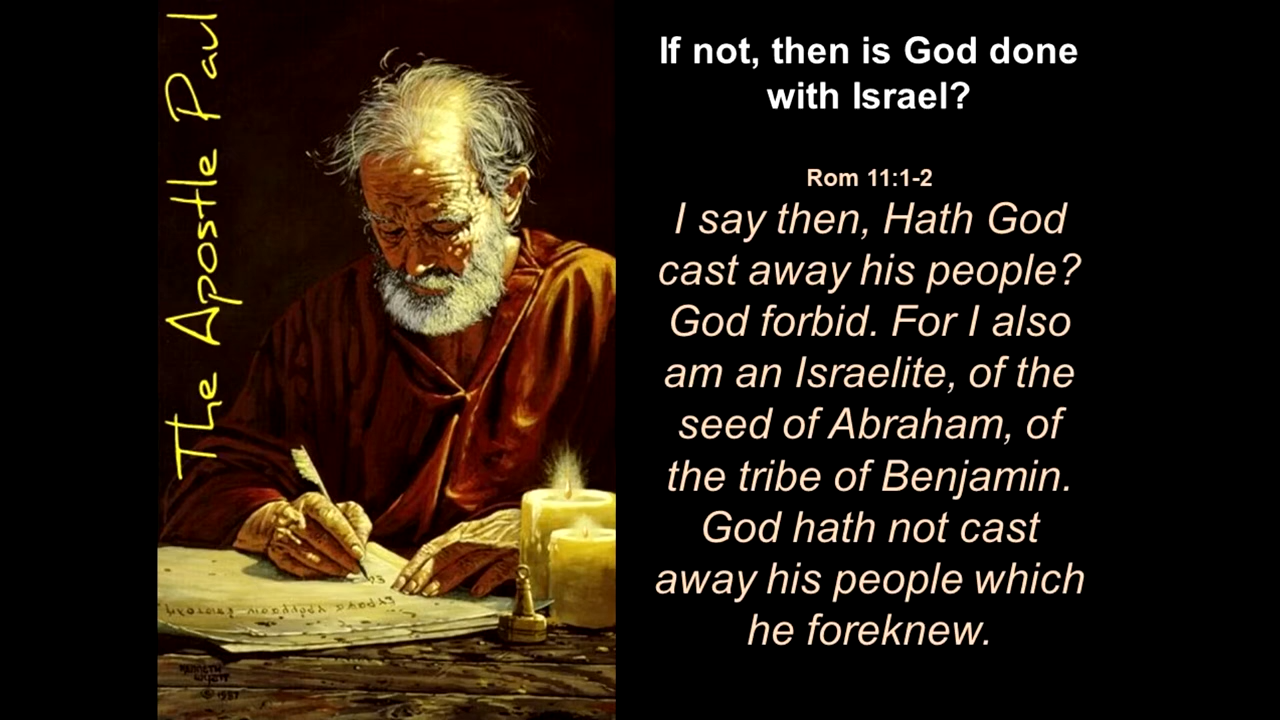 The Apostle Paul
If not, then is God done
with Israel?
Rom 11:1-2
I say then, Hath God
cast away his people?
God forbid. For I also
am an Israelite, of the
seed of Abraham, of
the tribe of Benjamin.
God hath not cast
away his people which
he foreknew.